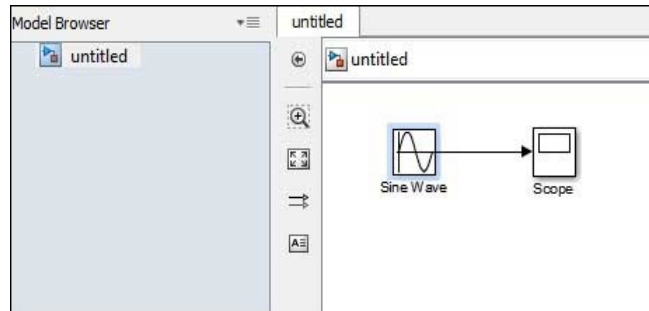 Model Browser
untitled
untitled
untitled
A
Sine Wave
Scope